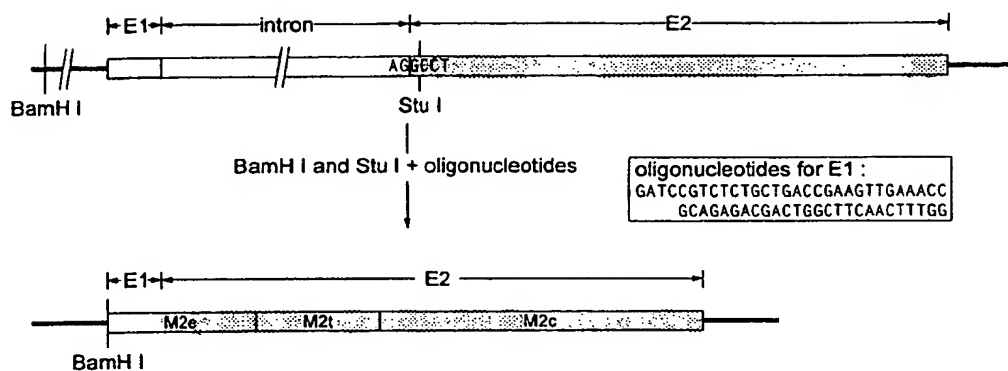 E1 intron E2
AGGCCT
BamH I Stu I
BamH I and Stu I + oligonucleotides
oligonucleotides for E1 :
GATCCGTCTCTGCTGACCGAAGTTGAAACC
GCAGAGACGACTGGCTTCAACTTTGG
E1 E2
M2e M2t M2c
BamH I